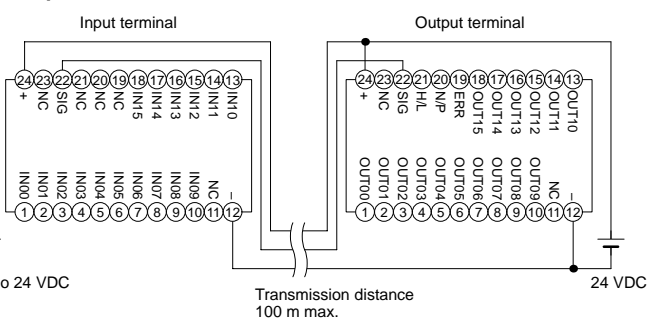 Input terminal
Output terminal
24 23 22 21 20 19 18 17 16 15 14 13
+ NC SIG NC NC NC IN15 IN14 IN13 IN12 IN11 IN10
IN00 IN01 IN02 IN03 IN04 IN05 IN06 IN07 IN08 IN09 NC –
1 2 3 4 5 6 7 8 9 10 11 12
24 23 22 21 20 19 18 17 16 15 14 13
+ NC SIG H/L N/P ERR OUT15 OUT14 OUT13 OUT12 OUT11 OUT10
OUT00 OUT01 OUT02 OUT03 OUT04 OUT05 OUT06 OUT07 OUT08 OUT09 NC –
1 2 3 4 5 6 7 8 9 10 11 12
o 24 VDC
24 VDC
Transmission distance
100 m max.